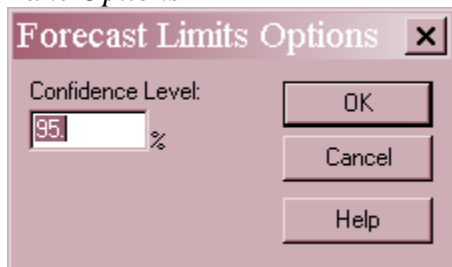 Forecast Limits Options
Confidence Level:
95.
%
OK
Cancel
Help